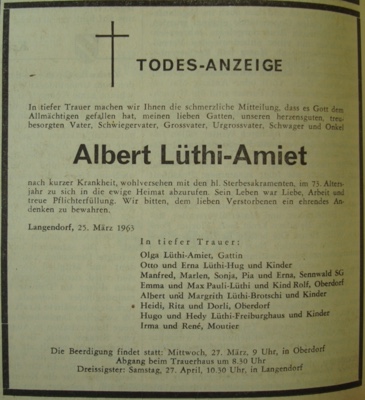 TODES-ANZEIGE
In tiefer Trauer machen wir Ihnen die schmerzliche Mitteilung, dass es Gott dem
Allmächtigen gefallen hat, meinen lieben Gatten, unseren herzensguten, treu-
besorgten Vater, Schwiegervater, Grossvater, Urgrossvater, Schwager und Onkel
Albert Lüthi-Amiet
nach kurzer Krankheit, wohlversehen mit den hl. Sterbesakramenten, im 75. Alters-
jahr zu sich in die ewige Heimat abzurufen. Sein Leben war Liebe, Arbeit und
treue Pflichterfüllung. Wir bitten, dem lieben Verstorbenen ein ehrendes An-
denken zu bewahren.
Langendorf, 25. März 1963
In tiefer Trauer:
Olga Lüthi-Amiet, Gattin
Otto und Erna Lüthi-Hug und Kinder
Manfred, Marlen, Sonja, Pia und Erna, Sennwald SG
Emma und Max Pauli-Lüthi und Kind Rolf, Oberdorf
Albert und Margrith Lüthi-Brotschi und Kinder
Heidi, Rita und Dorli, Oberdorf
Hugo und Hedy Lüthi-Freiburghaus und Kinder
Irma und René, Moutier
Die Beerdigung findet statt: Mittwoch, 27. März, 9 Uhr, in Oberdorf
Abgang beim Trauerhaus um 8.30 Uhr
Dreissigster: Samstag, 27. April, 10.30 Uhr, in Langendorf